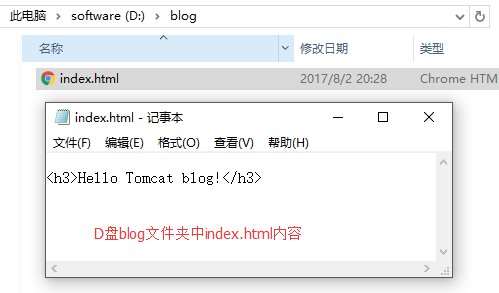 此电脑 › software (D:) › blog
名称 修改日期 类型
index.html 2017/8/2 20:28 Chrome HTM
index.html - 记事本
文件(F) 编辑(E) 格式(O) 查看(V) 帮助(H)
<h3>Hello Tomcat blog!</h3>
D盘blog文件夹中index.html内容